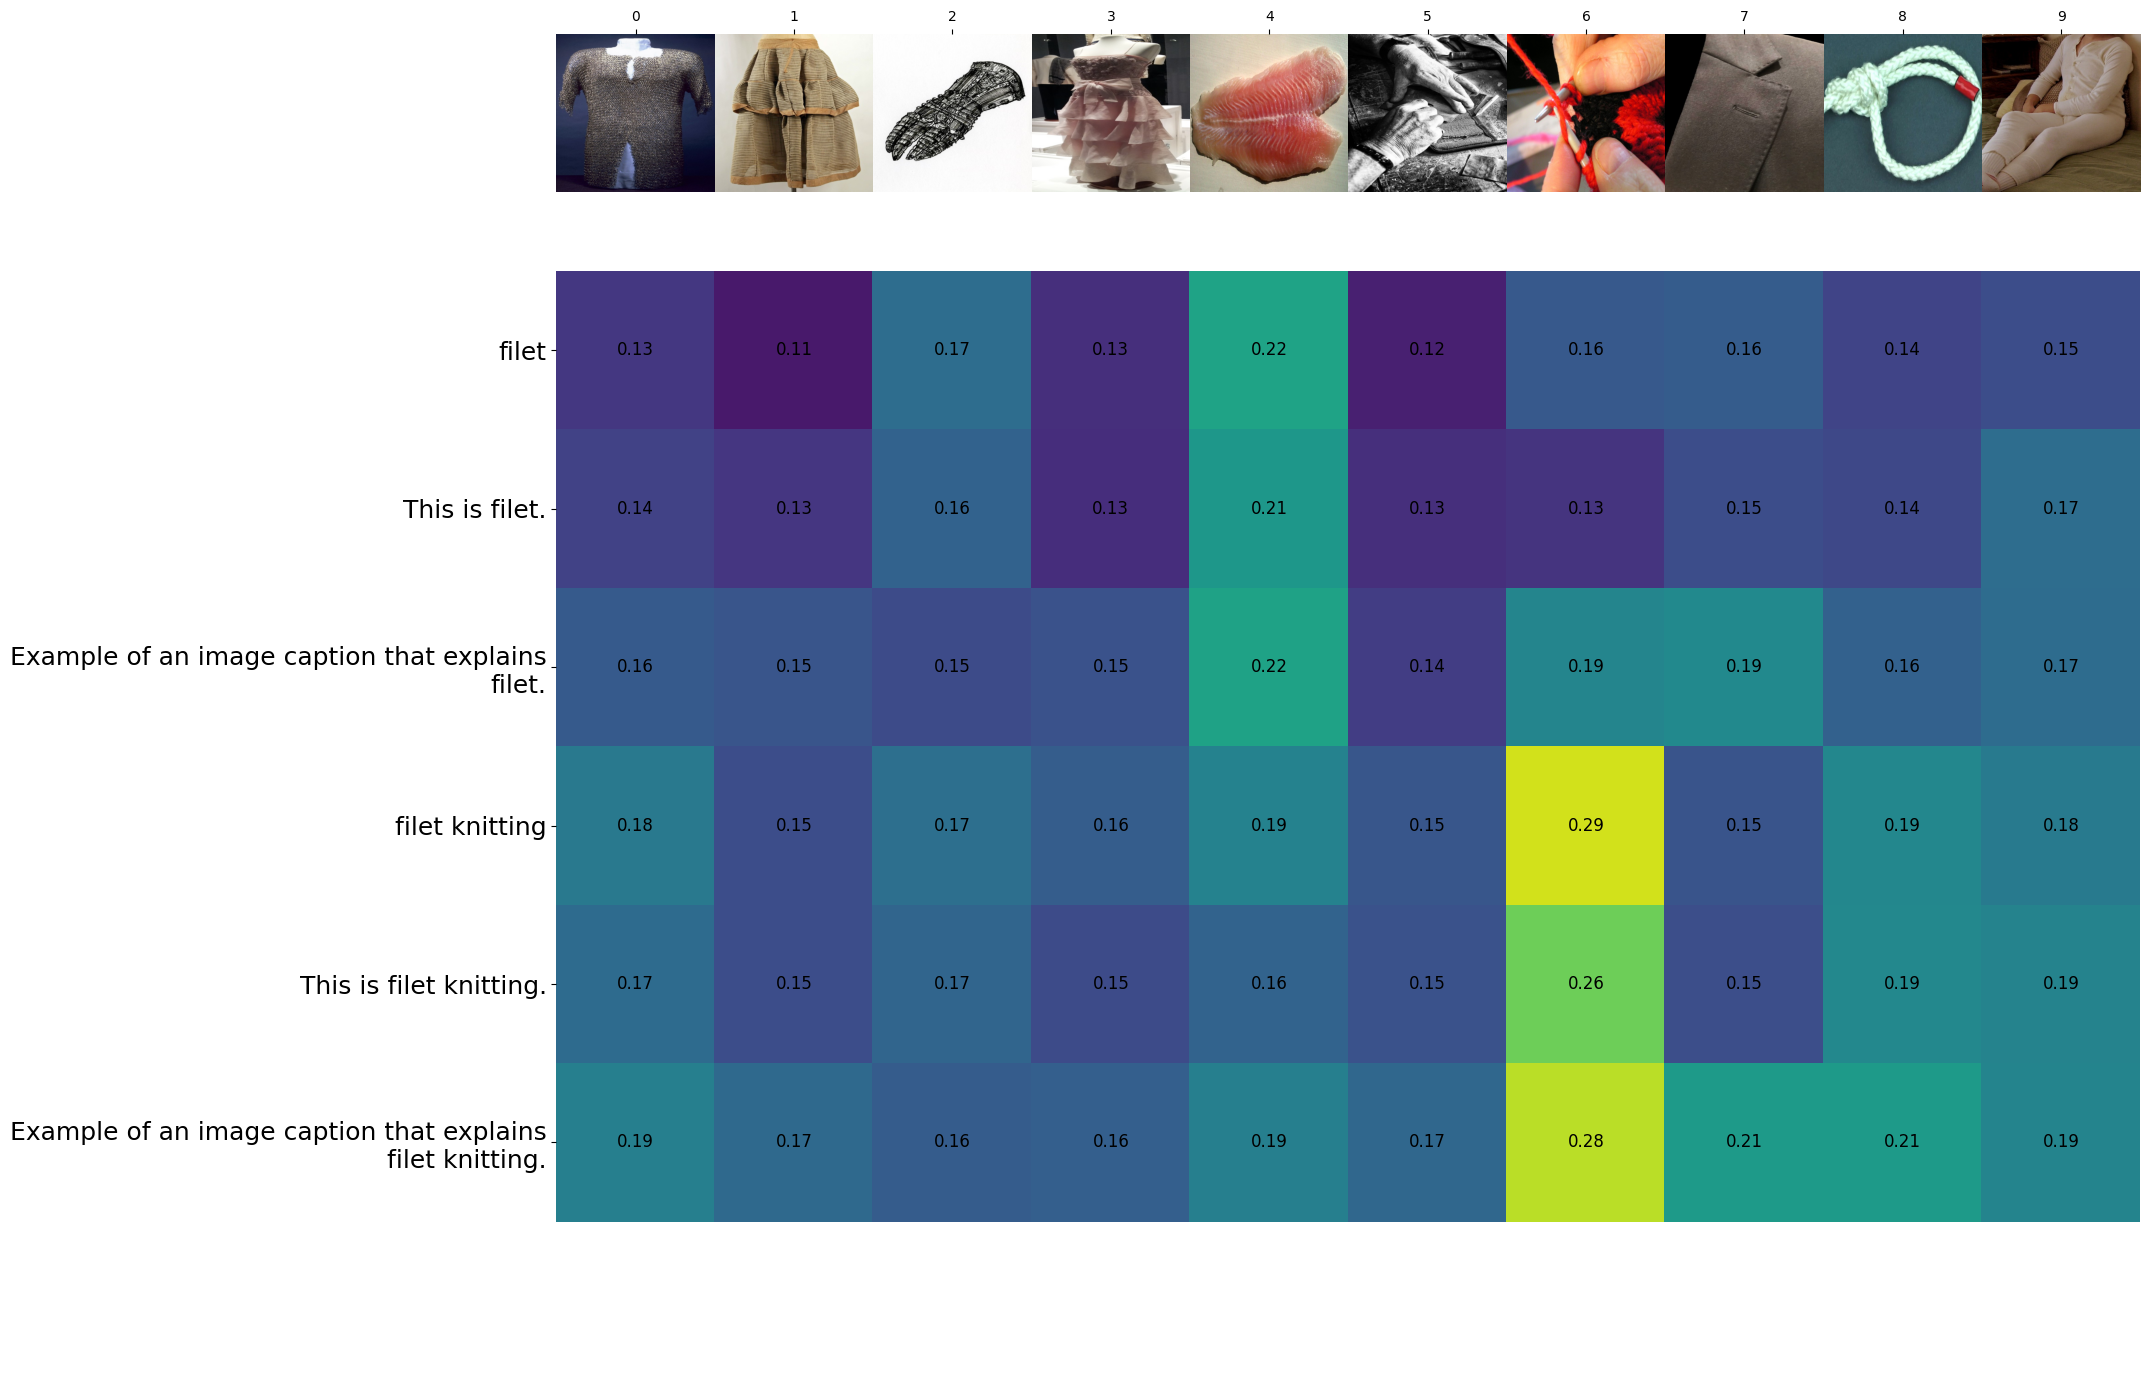 0 1 2 3 4 5 6 7 8 9
filet 0.13 0.11 0.17 0.13 0.22 0.12 0.16 0.16 0.14 0.15
This is filet. 0.14 0.13 0.16 0.13 0.21 0.13 0.13 0.15 0.14 0.17
Example of an image caption that explains
filet. 0.16 0.15 0.15 0.15 0.22 0.14 0.19 0.19 0.16 0.17
filet knitting 0.18 0.15 0.17 0.16 0.19 0.15 0.29 0.15 0.19 0.18
This is filet knitting. 0.17 0.15 0.17 0.15 0.16 0.15 0.26 0.15 0.19 0.19
Example of an image caption that explains
filet knitting. 0.19 0.17 0.16 0.16 0.19 0.17 0.28 0.21 0.21 0.19